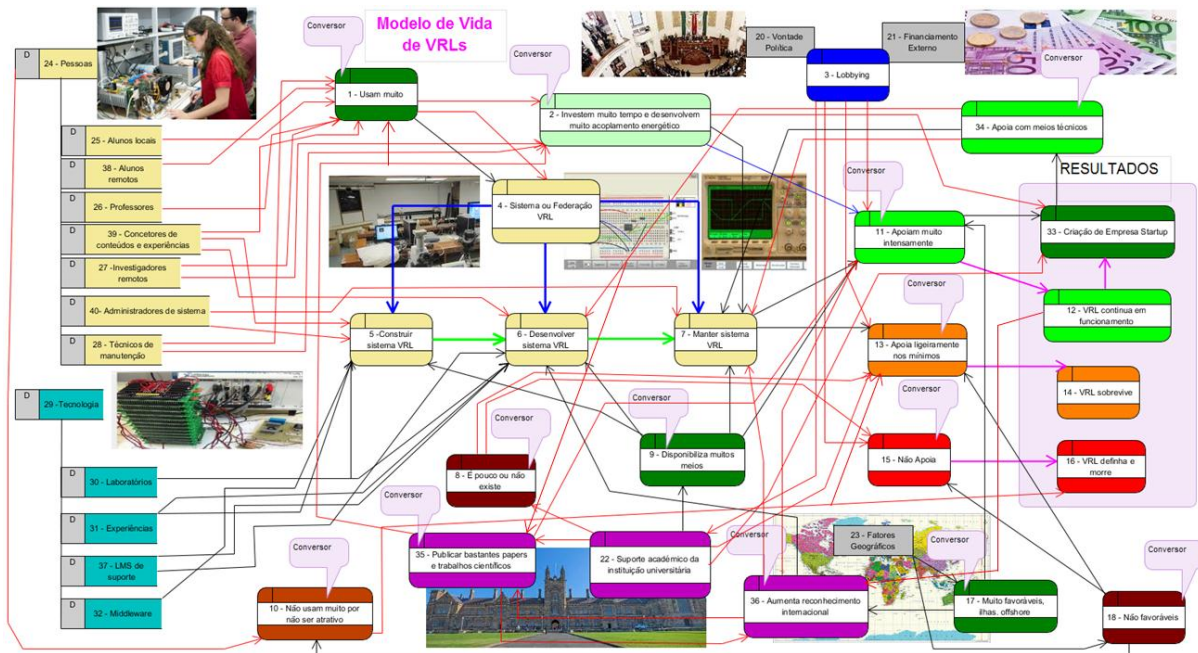 Conversor
Modelo de Vida
de VRLs
Conversor
20 - Vontade
Política
21 - Financiamento
Externo
D
24 - Pessoas
1 - Usam muito
3 - Lobbying
Conversor
2 - Investem muito tempo e desenvolvem
muito acoplamento energético
34 - Apoia com meios técnicos
D
25 - Alunos locais
D
38 - Alunos
remotos
D
26 - Professores
D
39 - Concetores de
conteúdos e experiências
D
27 -Investigadores
remotos
D
40- Administradores de sistema
D
28 - Técnicos de
manutenção
4 - Sistema ou Federação
VRL
Conversor
11 - Apoiam muito
intensamente
RESULTADOS
33 - Criação de Empresa Startup
Conversor
12 - VRL continua em
funcionamento
5 -Construir
sistema VRL
6 - Desenvolver
sistema VRL
7 - Manter sistema
VRL
13 - Apoia ligeiramente
nos mínimos
14 - VRL sobrevive
D
29 -Tecnologia
Conversor
Conversor
Conversor
9 - Disponibiliza muitos
meios
15 - Não Apoia
16 - VRL definha e
morre
8 - É pouco ou não
existe
D
30 - Laboratórios
D
31 - Experiências
D
37 - LMS de
suporte
D
32 - Middleware
Conversor
35 - Publicar bastantes papers
e trabalhos científicos
22 - Suporte académico da
instituição universitária
Conversor
23 - Fatores
Geográficos
Conversor
Conversor
Conversor
10 - Não usam muito por
não ser atrativo
36 - Aumenta reconhecimento
internacional
17 - Muito favoráveis,
ilhas. offshore
18 - Não favoráveis